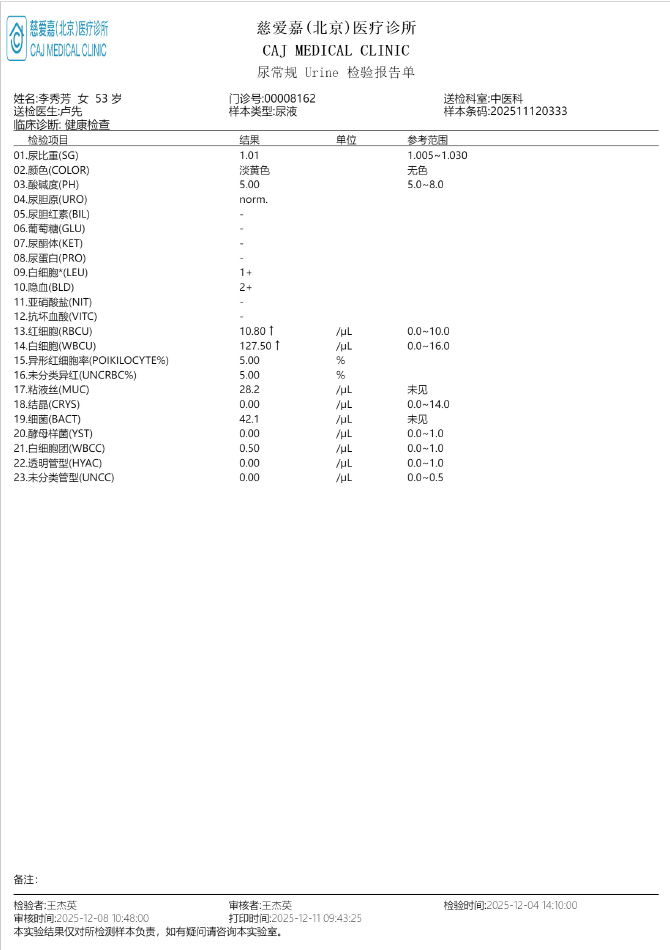 慈爱嘉(北京)医疗诊所
CAJ MEDICAL CLINIC
慈爱嘉(北京)医疗诊所
CAJ MEDICAL CLINIC
尿常规 Urine 检验报告单
姓名:李秀芳 女 53 岁 门诊号:00008162 送检科室:中医科
送检医生:卢先 样本类型:尿液 样本条码:202511120333
临床诊断: 健康检查
检验项目 结果 单位 参考范围
01.尿比重(SG) 1.01 1.005~1.030
02.颜色(COLOR) 淡黄色 无色
03.酸碱度(PH) 5.00 5.0~8.0
04.尿胆原(URO) norm.
05.尿胆红素(BIL) -
06.葡萄糖(GLU) -
07.尿酮体(KET) -
08.尿蛋白(PRO) -
09.白细胞*(LEU) 1+
10.隐血(BLD) 2+
11.亚硝酸盐(NIT) -
12.抗坏血酸(VITC) -
13.红细胞(RBCU) 10.80↑ /μL 0.0~10.0
14.白细胞(WBCU) 127.50↑ /μL 0.0~16.0
15.异形红细胞率(POIKILOCYTE%) 5.00 %
16.未分类异红(UNCRBC%) 5.00 %
17.粘液丝(MUC) 28.2 /μL 未见
18.结晶(CRYS) 0.00 /μL 0.0~14.0
19.细菌(BACT) 42.1 /μL 未见
20.酵母样菌(YST) 0.00 /μL 0.0~1.0
21.白细胞团(WBCC) 0.50 /μL 0.0~1.0
22.透明管型(HYAC) 0.00 /μL 0.0~1.0
23.未分类管型(UNCC) 0.00 /μL 0.0~0.5
备注:
检验者:王杰英 审核者:王杰英 检验时间:2025-12-04 14:10:00
审核时间:2025-12-08 10:48:00 打印时间:2025-12-11 09:43:25
本实验结果仅对所检测样本负责，如有疑问请咨询本实验室。